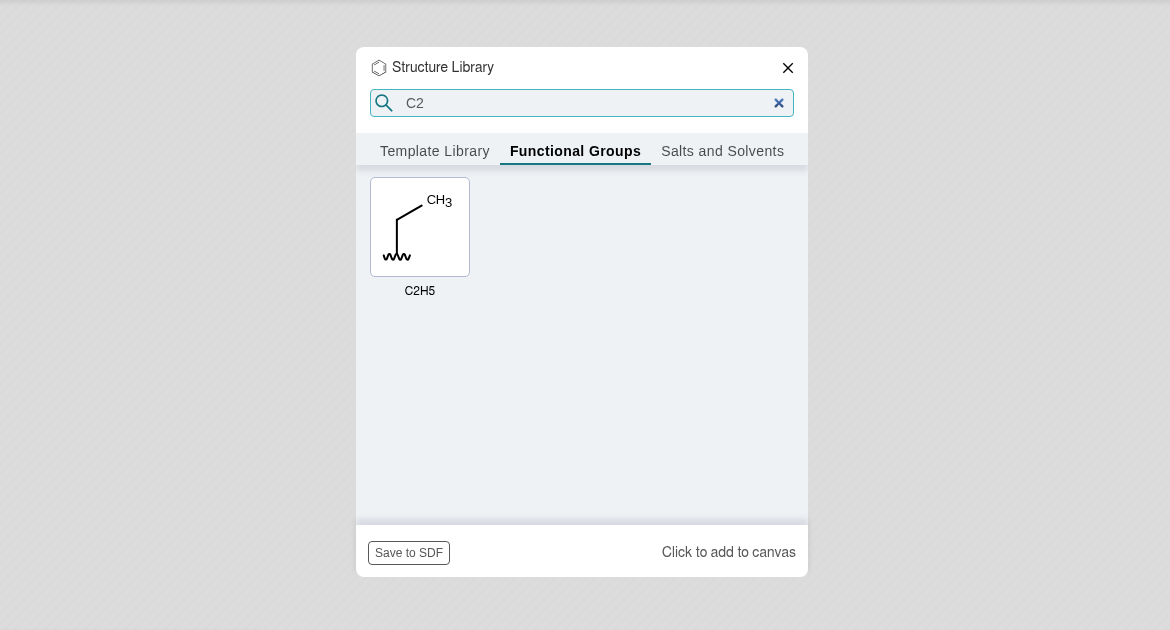 Structure Library
C2
Template Library Functional Groups Salts and Solvents
CH3
C2H5
Save to SDF Click to add to canvas